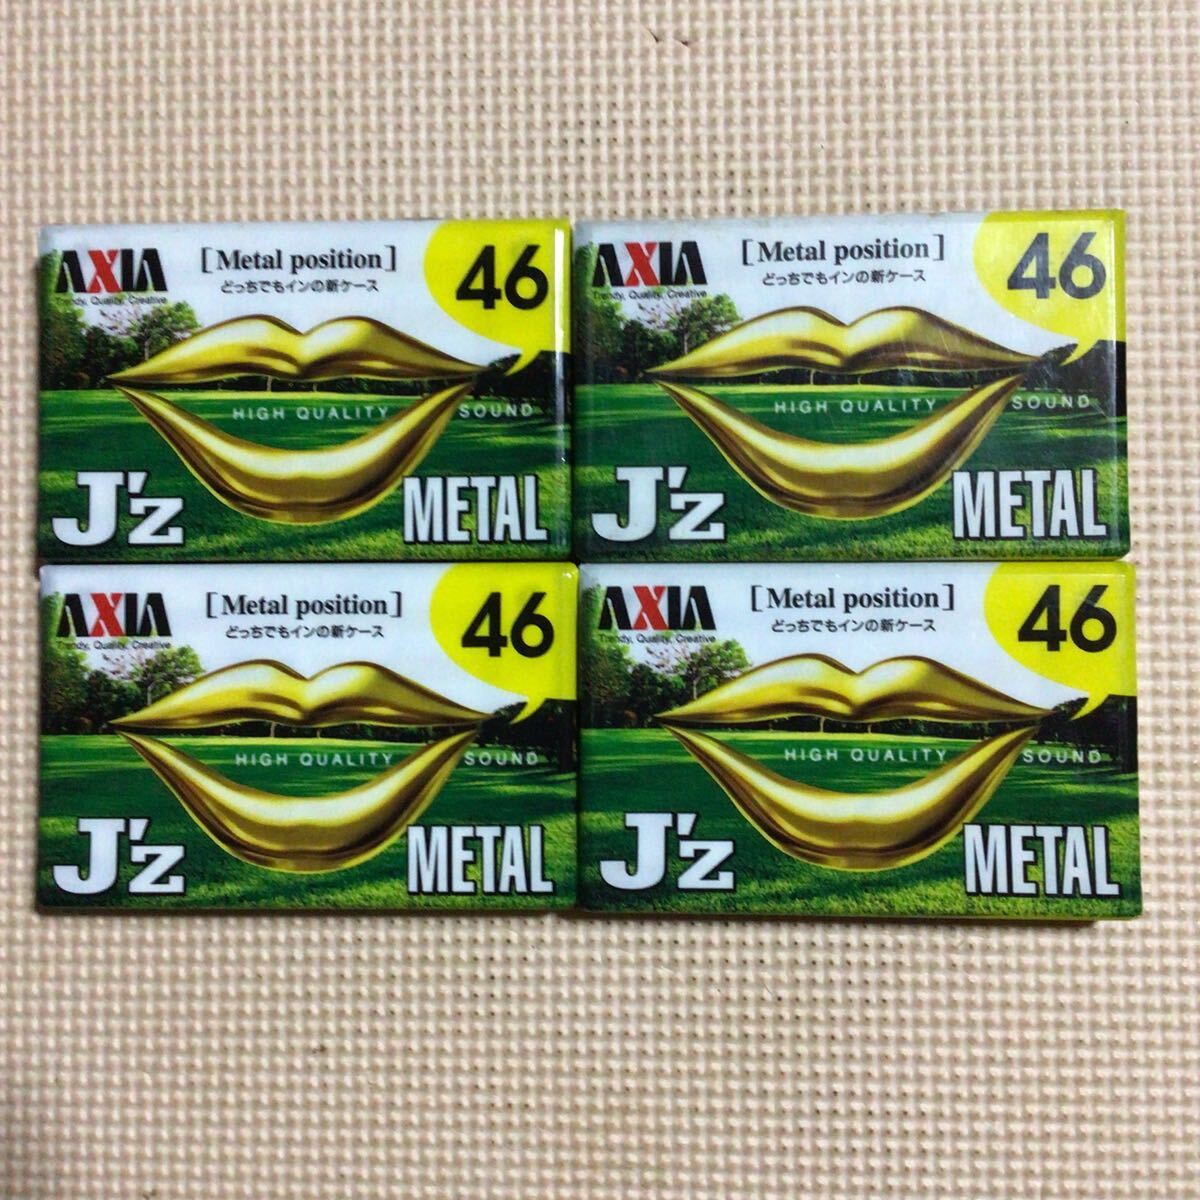 AXIA
Trendy, Quality, Creative
[Metal position]
どっちでもインの新ケース
46
HIGH QUALITY SOUND
J'z
METAL
AXIA
Trendy, Quality, Creative
[Metal position]
どっちでもインの新ケース
46
HIGH QUALITY SOUND
J'z
METAL
AXIA
Trendy, Quality, Creative
[Metal position]
どっちでもインの新ケース
46
HIGH QUALITY SOUND
J'z
METAL
AXIA
Trendy, Quality, Creative
[Metal position]
どっちでもインの新ケース
46
HIGH QUALITY SOUND
J'z
METAL